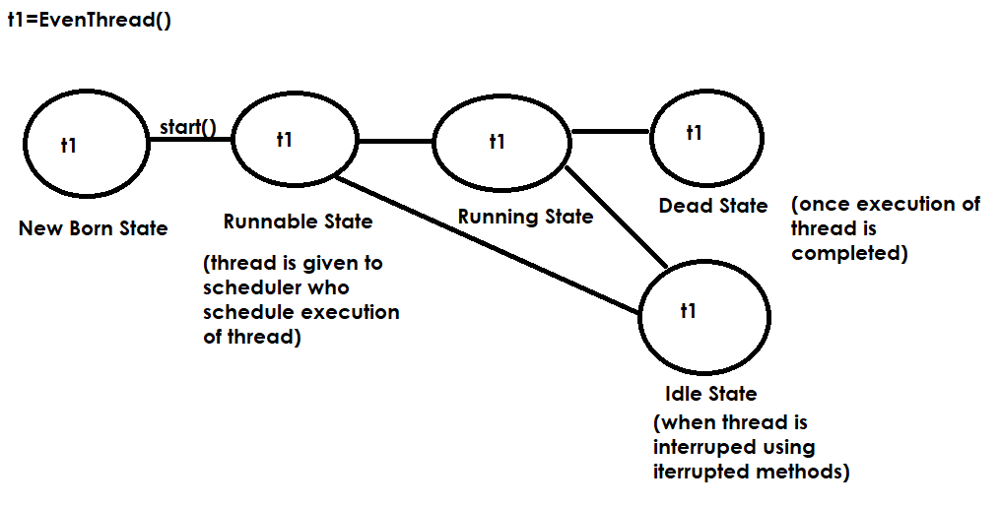 t1=EvenThread()
t1
start()
t1
t1
t1
New Born State
Runnable State
Running State
Dead State
(once execution of
thread is
completed)
(thread is given to
scheduler who
schedule execution
of thread)
t1
Idle State
(when thread is
interruped using
iterrupted methods)